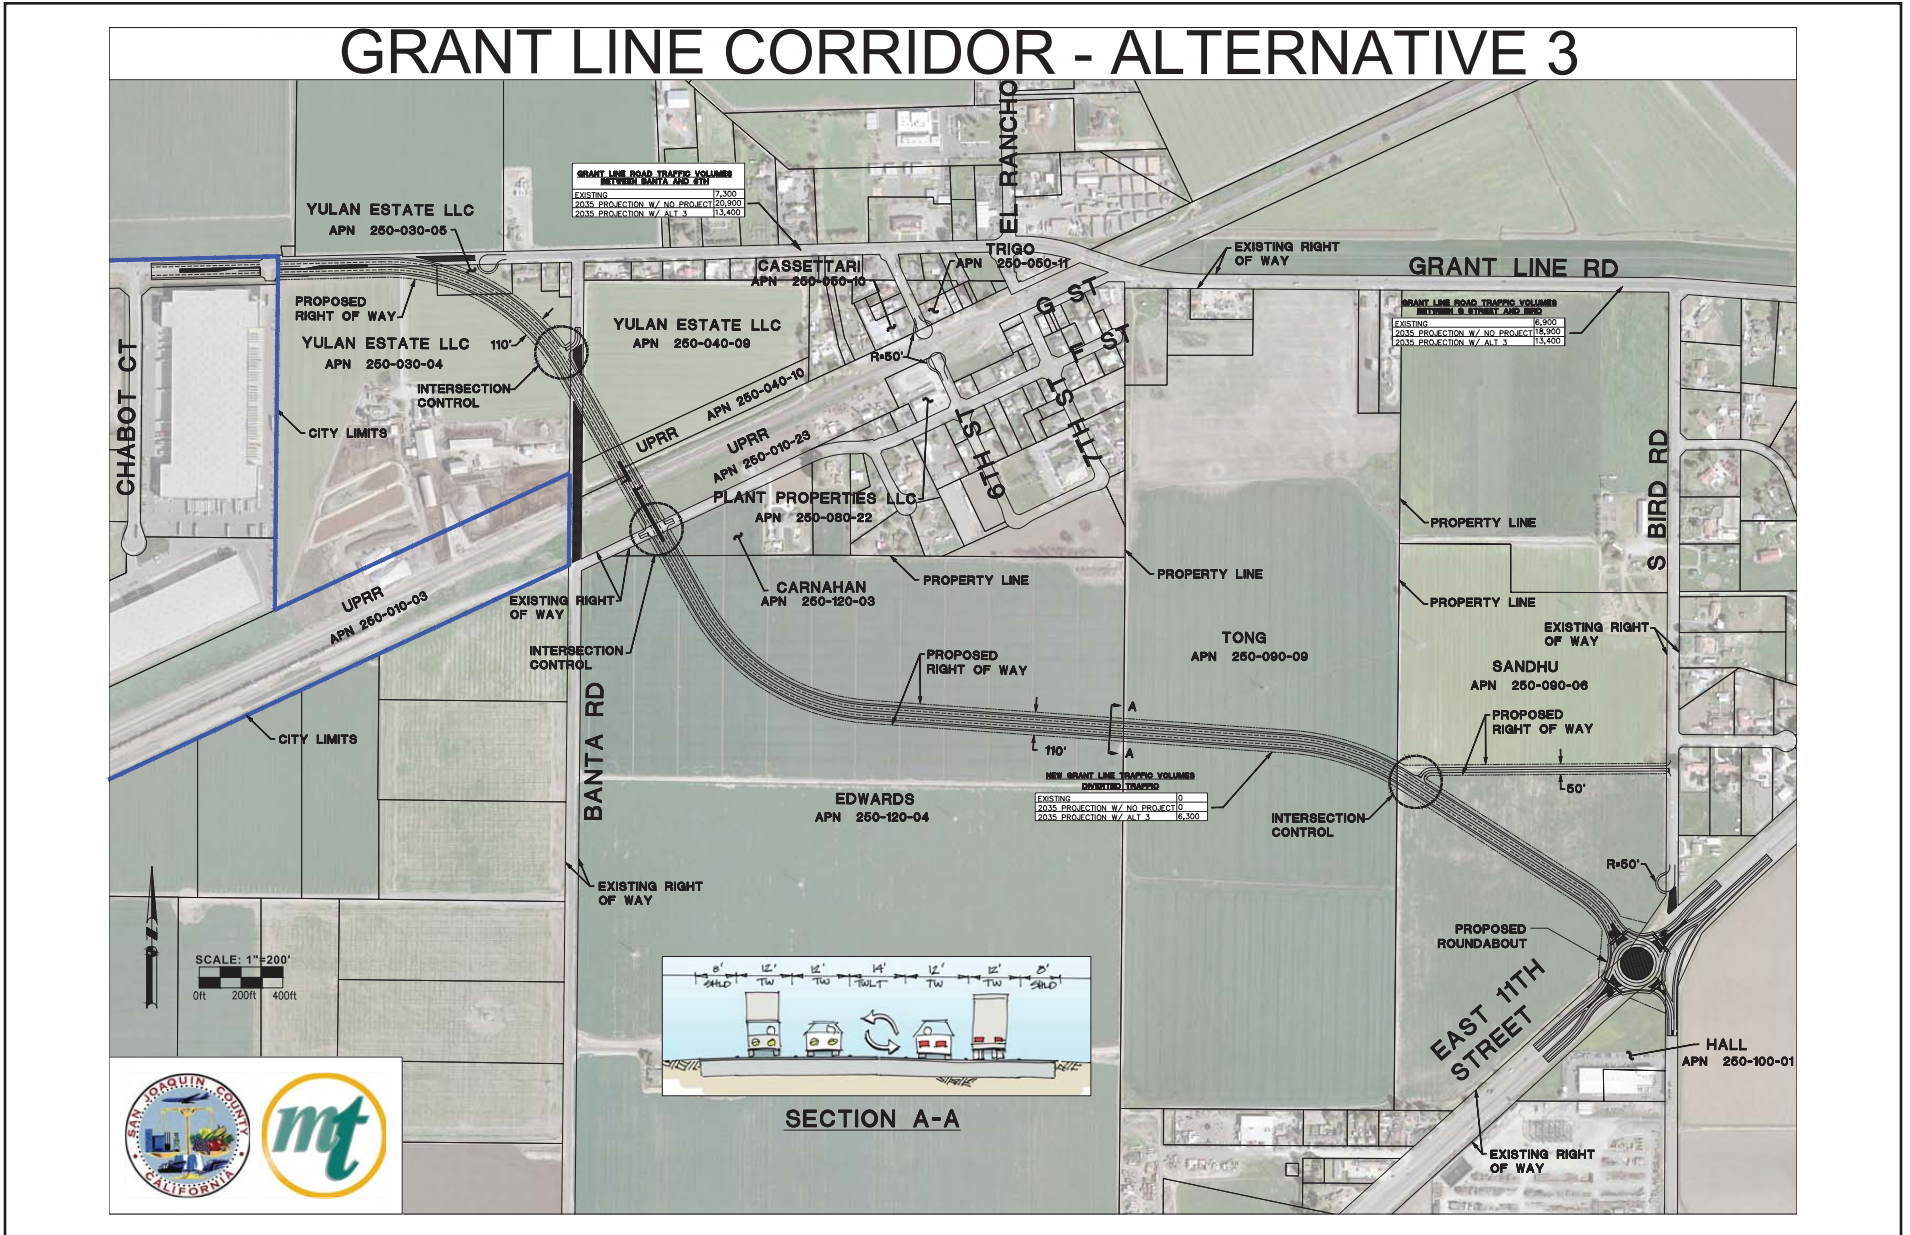 GRANT LINE CORRIDOR - ALTERNATIVE 3
EL RANCHO
GRANT LINE ROAD TRAFFIC VOLUMES
BETWEEN BANTA AND 6TH
EXISTING 7,300
2035 PROJECTION W/ NO PROJECT 20,900
2035 PROJECTION W/ ALT 3 13,400
YULAN ESTATE LLC
APN 250-030-05
TRIGO
APN 250-050-11
CASSETTARI
APN 250-050-10
EXISTING RIGHT
OF WAY
GRANT LINE RD
GRANT LINE ROAD TRAFFIC VOLUMES
BETWEEN G STREET AND BIRD
EXISTING 6,900
2035 PROJECTION W/ NO PROJECT 18,900
2035 PROJECTION W/ ALT 3 13,400
PROPOSED
RIGHT OF WAY
YULAN ESTATE LLC
APN 250-030-04
110'
YULAN ESTATE LLC
APN 250-040-09
G ST
F ST
R=50'
INTERSECTION
CONTROL
CHABOT CT
CITY LIMITS
UPRR APN 250-040-10
UPRR
APN 250-010-23
6TH ST
7TH ST
S BIRD RD
PLANT PROPERTIES LLC
APN 250-080-22
PROPERTY LINE
PROPERTY LINE
PROPERTY LINE
PROPERTY LINE
UPRR
APN 250-010-03
EXISTING RIGHT
OF WAY
CARNAHAN
APN 250-120-03
INTERSECTION
CONTROL
EXISTING RIGHT
OF WAY
TONG
APN 250-090-09
PROPOSED
RIGHT OF WAY
SANDHU
APN 250-090-06
PROPOSED
RIGHT OF WAY
BANTA RD
CITY LIMITS
A
A
110'
50'
NEW GRANT LINE TRAFFIC VOLUMES
DIVERTED TRAFFIC
EXISTING 0
2035 PROJECTION W/ NO PROJECT 0
2035 PROJECTION W/ ALT 3 6,300
EDWARDS
APN 250-120-04
INTERSECTION
CONTROL
R=50'
EXISTING RIGHT
OF WAY
PROPOSED
ROUNDABOUT
N
SCALE: 1"=200'
0ft 200ft 400ft
8' 12' 12' 14' 12' 12' 8'
SHLD TW TW TWLT TW TW SHLD
SECTION A-A
EAST 11TH
STREET
HALL
APN 250-100-01
EXISTING RIGHT
OF WAY
SAN JOAQUIN COUNTY
CALIFORNIA
mt